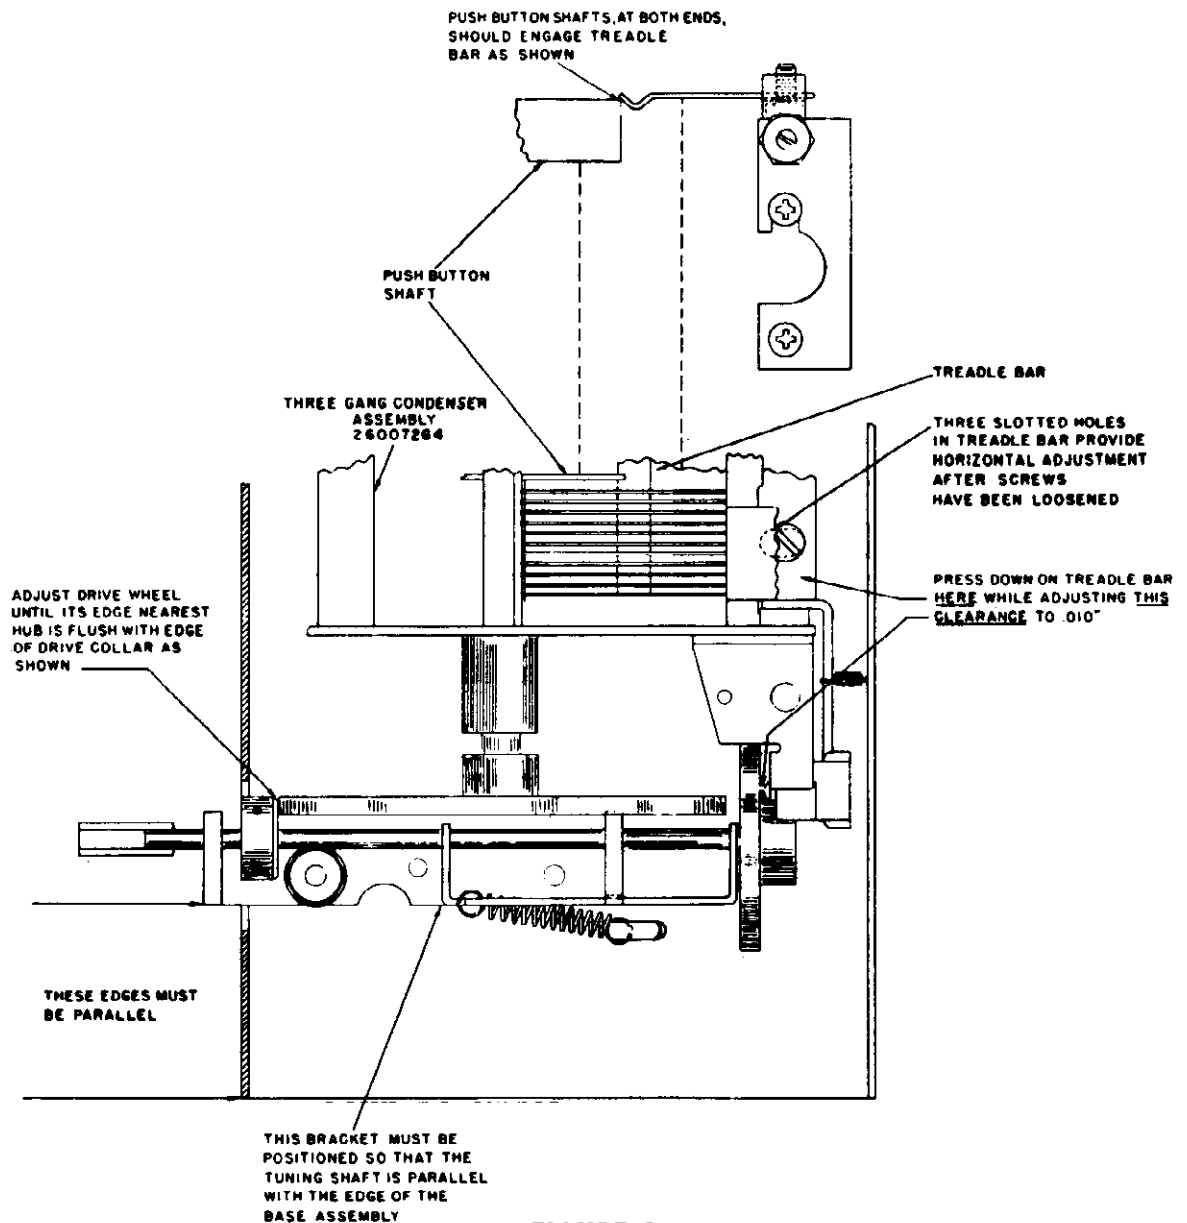 PUSH BUTTON SHAFTS, AT BOTH ENDS,
SHOULD ENGAGE TREADLE
BAR AS SHOWN
PUSH BUTTON
SHAFT
THREE GANG CONDENSER
ASSEMBLY
26007264
TREADLE BAR
THREE SLOTTED HOLES
IN TREADLE BAR PROVIDE
HORIZONTAL ADJUSTMENT
AFTER SCREWS
HAVE BEEN LOOSENED
ADJUST DRIVE WHEEL
UNTIL ITS EDGE NEAREST
HUB IS FLUSH WITH EDGE
OF DRIVE COLLAR AS
SHOWN
PRESS DOWN ON TREADLE BAR
HERE WHILE ADJUSTING THIS
CLEARANCE TO .010"
THESE EDGES MUST
BE PARALLEL
THIS BRACKET MUST BE
POSITIONED SO THAT THE
TUNING SHAFT IS PARALLEL
WITH THE EDGE OF THE
BASE ASSEMBLY